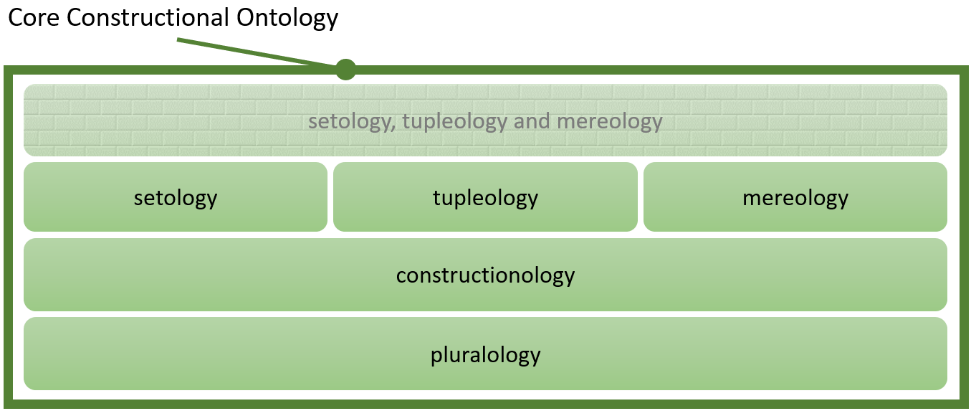 Core Constructional Ontology
setology, tupleology and mereology
setology
tupleology
mereology
constructionology
pluralology